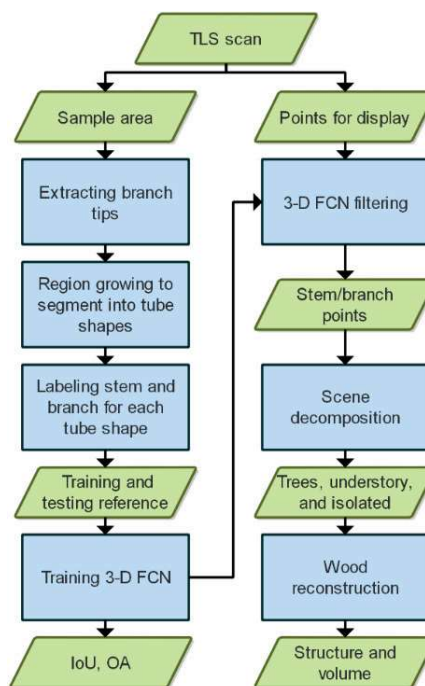 TLS scan
Sample area
Extracting branch
tips
Region growing to
segment into tube
shapes
Labeling stem and
branch for each
tube shape
Training and
testing reference
Training 3-D FCN
IoU, OA
Points for display
3-D FCN filtering
Stem/branch
points
Scene
decomposition
Trees, understory,
and isolated
Wood
reconstruction
Structure and
volume